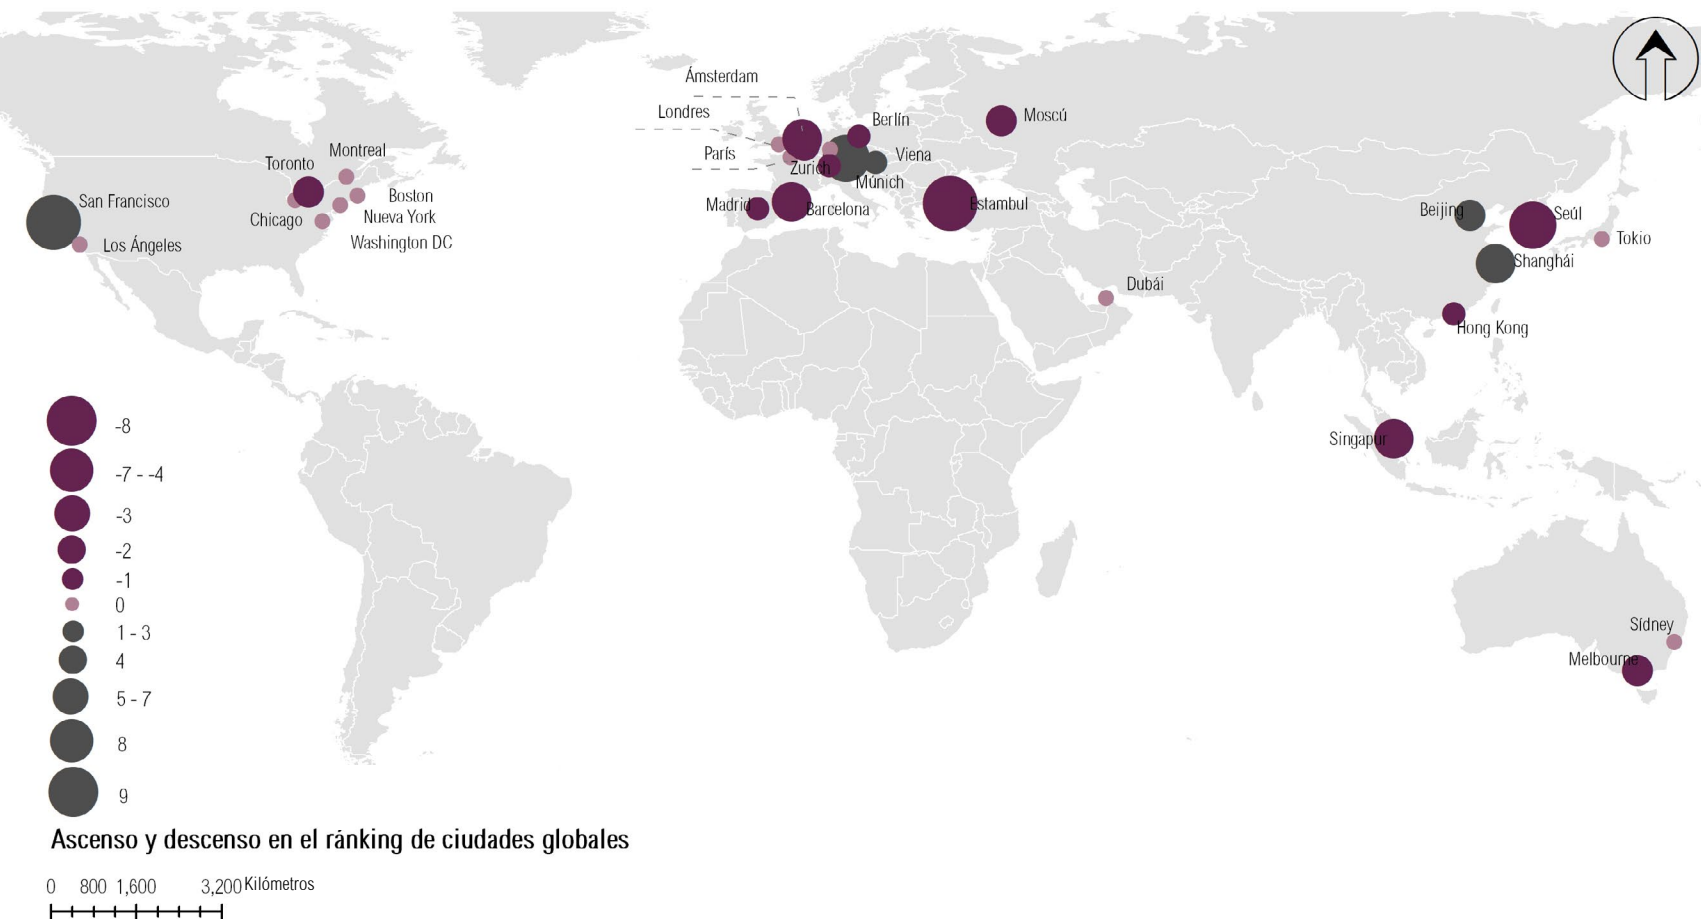 Ámsterdam
Londres
París
Berlín
Moscú
Viena
Zurich
Múnich
Madrid
Barcelona
Estambul
Montreal
Toronto
Boston
Nueva York
Chicago
Washington DC
San Francisco
Los Ángeles
Dubái
Beijing
Seúl
Tokio
Shanghái
Hong Kong
Singapur
Sídney
Melbourne
-8
-7 - -4
-3
-2
-1
0
1 - 3
4
5 - 7
8
9
Ascenso y descenso en el ránking de ciudades globales
0 800 1,600 3,200 Kilómetros